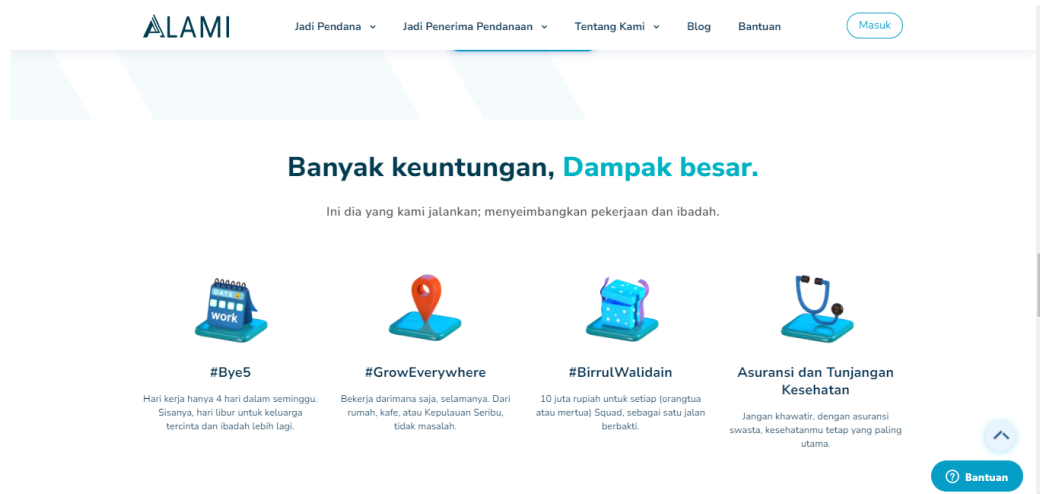 ALAMI
Jadi Pendana
Jadi Penerima Pendanaan
Tentang Kami
Blog
Bantuan
Masuk
Banyak keuntungan, Dampak besar.
Ini dia yang kami jalankan; menyeimbangkan pekerjaan dan ibadah.
DATE
work
#Bye5
Hari kerja hanya 4 hari dalam seminggu.
Sisanya, hari libur untuk keluarga
tercinta dan ibadah lebih lagi.
#GrowEverywhere
Bekerja darimana saja, selamanya. Dari
rumah, kafe, atau Kepulauan Seribu,
tidak masalah.
#BirrulWalidain
10 juta rupiah untuk setiap (orangtua
atau mertua) Squad, sebagai satu jalan
berbakti.
Asuransi dan Tunjangan
Kesehatan
Jangan khawatir, dengan asuransi
swasta, kesehatanmu tetap yang paling
utama.
Bantuan